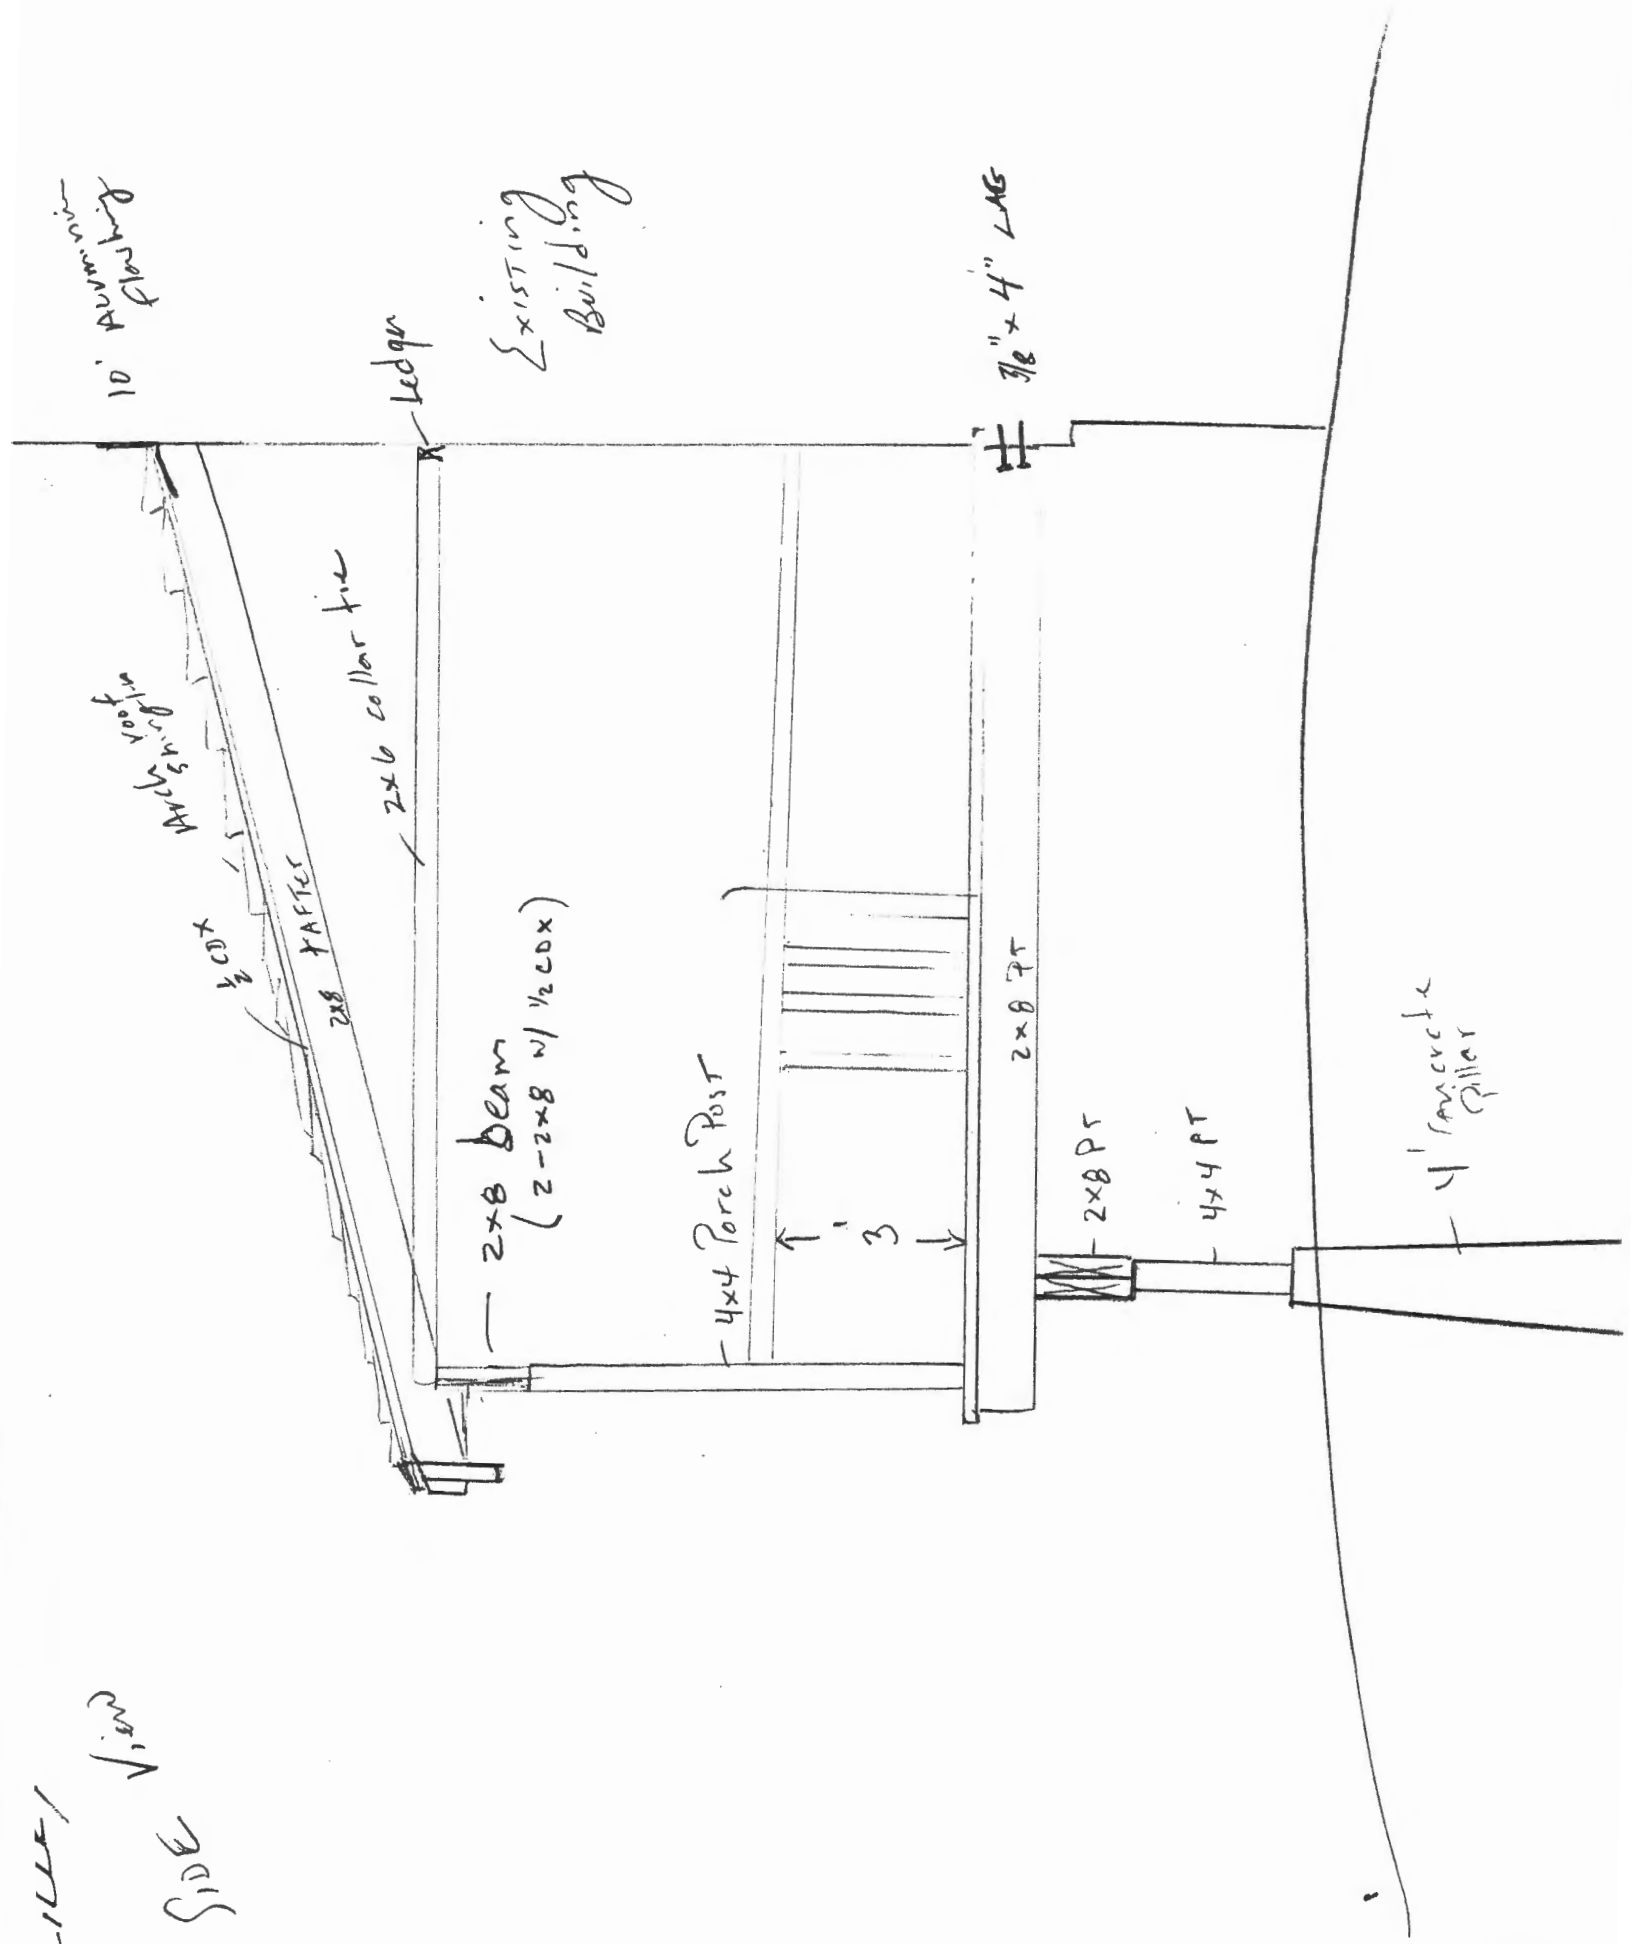 SIDE View
10' Aluminum
flashing
Arch roof
shingle
½ CDX
2x8 rAFTer
2x6 collar tie
Ledger
Existing
Building
2x8 beam
(2-2x8 w/ ½ CDX)
4x4 Porch Post
3'
3/8" x 4" LAG
2x8 PT
2x8 PT
4x4 PT
4' concrete
pillar